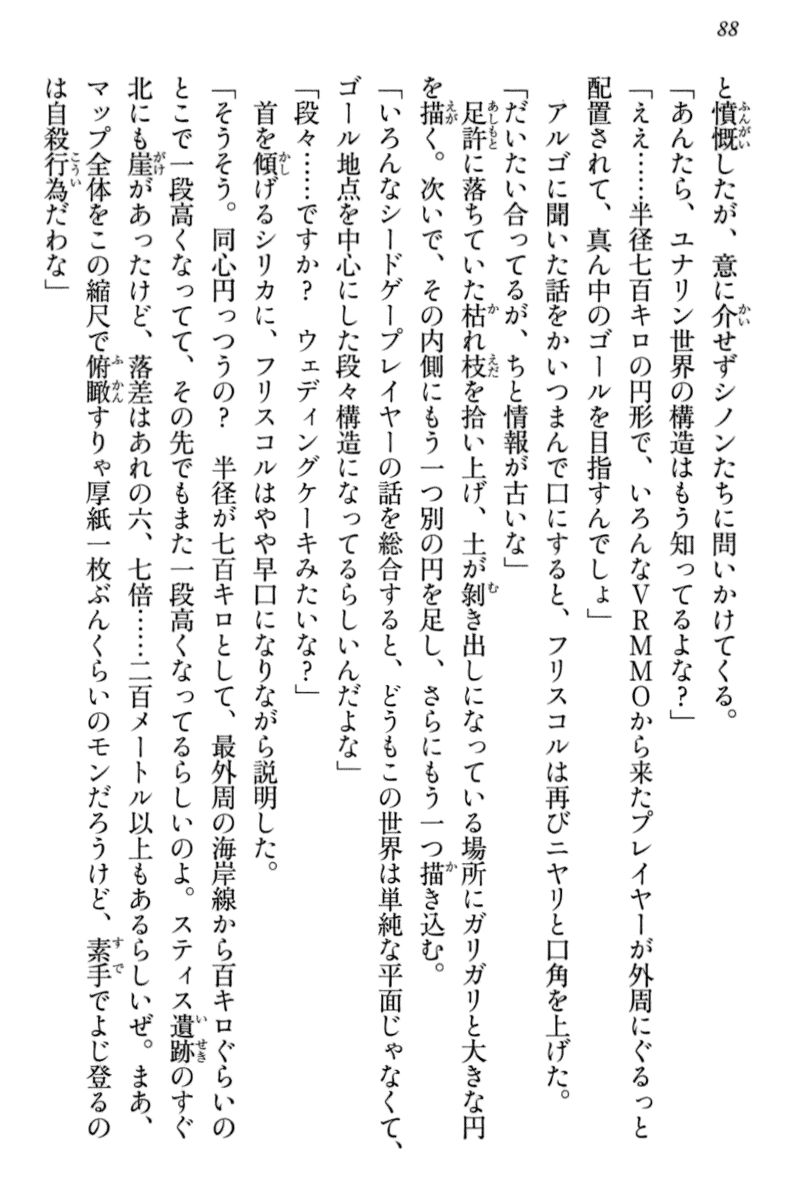 88
と憤慨したが、意に介せずシノンたちに問いかけてくる。
「あんたら、ユナリン世界の構造はもう知ってるよな？」
「ええ……半径七百キロの円形で、いろんなＶＲＭＭＯから来たプレイヤーが外周にぐるっと
配置されて、真ん中のゴールを目指すんでしょ」
　アルゴに聞いた話をかいつまんで口にすると、フリスコルは再びニヤリと口角を上げた。
「だいたい合ってるが、ちと情報が古いな」
　足許に落ちていた枯れ枝を拾い上げ、土が剝き出しになっている場所にガリガリと大きな円
を描く。次いで、その内側にもう一つ別の円を足し、さらにもう一つ描き込む。
「いろんなシードゲープレイヤーの話を総合すると、どうもこの世界は単純な平面じゃなくて、
ゴール地点を中心にした段々構造になってるらしいんだよな」
「段々……ですか？　ウェディングケーキみたいな？」
　首を傾げるシリカに、フリスコルはやや早口になりながら説明した。
「そうそう。同心円っつうの？　半径が七百キロとして、最外周の海岸線から百キロぐらいの
とこで一段高くなってて、その先でもまた一段高くなってるらしいのよ。スティス遺跡のすぐ
北にも崖があったけど、落差はあれの六、七倍……二百メートル以上もあるらしいぜ。まあ、
マップ全体をこの縮尺で俯瞰すりゃ厚紙一枚ぶんくらいのモンだろうけど、素手でよじ登るの
は自殺行為だわな」